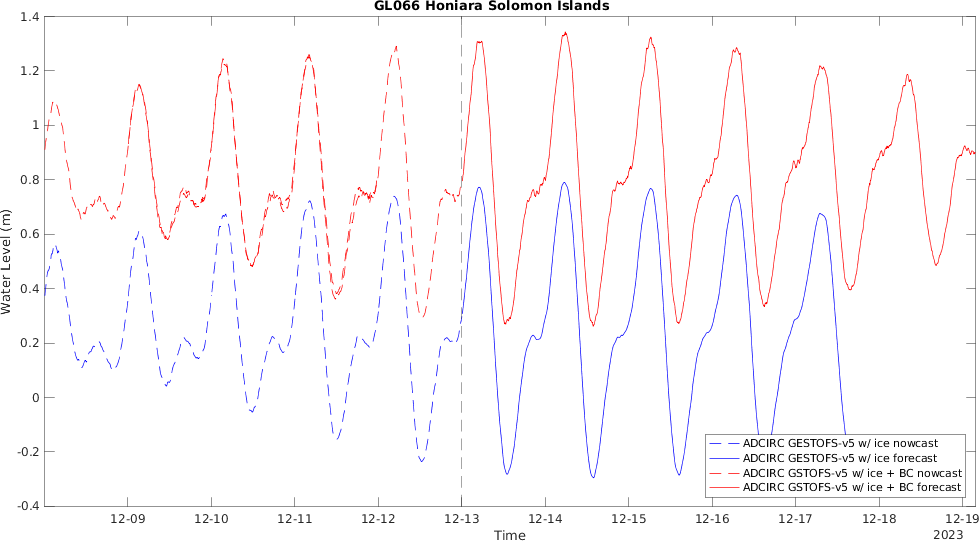 GL066 Honiara Solomon Islands
1.4
1.2
1
0.8
0.6
0.4
0.2
0
-0.2
-0.4
Water Level (m)
ADCIRC GESTOFS-v5 w/ ice nowcast
ADCIRC GESTOFS-v5 w/ ice forecast
ADCIRC GSTOFS-v5 w/ ice + BC nowcast
ADCIRC GSTOFS-v5 w/ ice + BC forecast
12-09 12-10 12-11 12-12 12-13 12-14 12-15 12-16 12-17 12-18 12-19
Time
2023